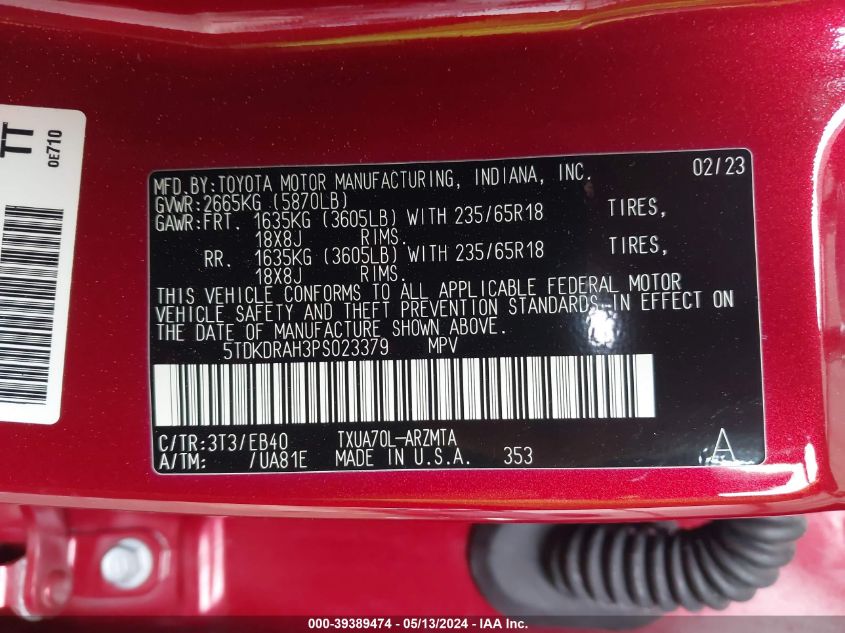 TT
0E710
MFD.BY:TOYOTA MOTOR MANUFACTURING, INDIANA, INC. 02/23
GVWR:2665KG (5870LB)
GAWR:FRT. 1635KG (3605LB) WITH 235/65R18 TIRES,
18X8J RIMS.
RR. 1635KG (3605LB) WITH 235/65R18 TIRES,
18X8J RIMS.
THIS VEHICLE CONFORMS TO ALL APPLICABLE FEDERAL MOTOR
VEHICLE SAFETY AND THEFT PREVENTION STANDARDS IN EFFECT ON
THE DATE OF MANUFACTURE SHOWN ABOVE.
5TDKDRAH3PS023379 MPV
C/TR:3T3/EB40 TXUA70L-ARZMTA
A/TM: /UA81E MADE IN U.S.A. 353 A
000-39389474 - 05/13/2024 - IAA Inc.